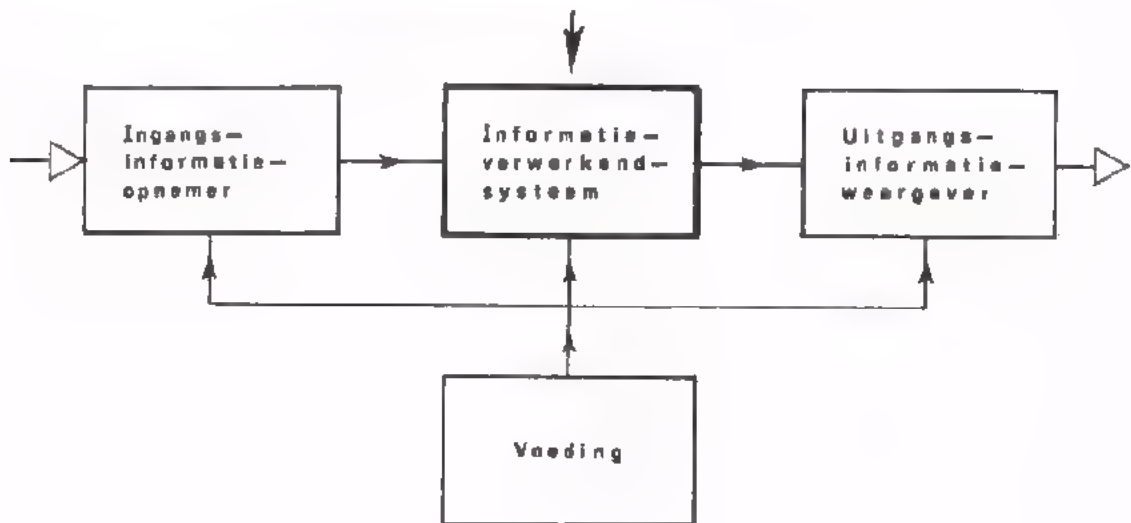 Ingangs-
informatie-
opnemer
Informatie-
verwerkend-
systeem
Uitgangs-
informatie-
weergever
Voeding